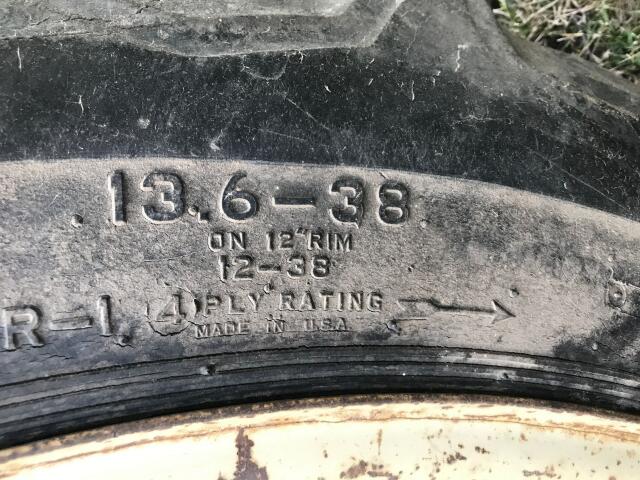 13.6-38
ON 12" RIM
12-38
R-1 4 PLY RATING
MADE IN U.S.A.